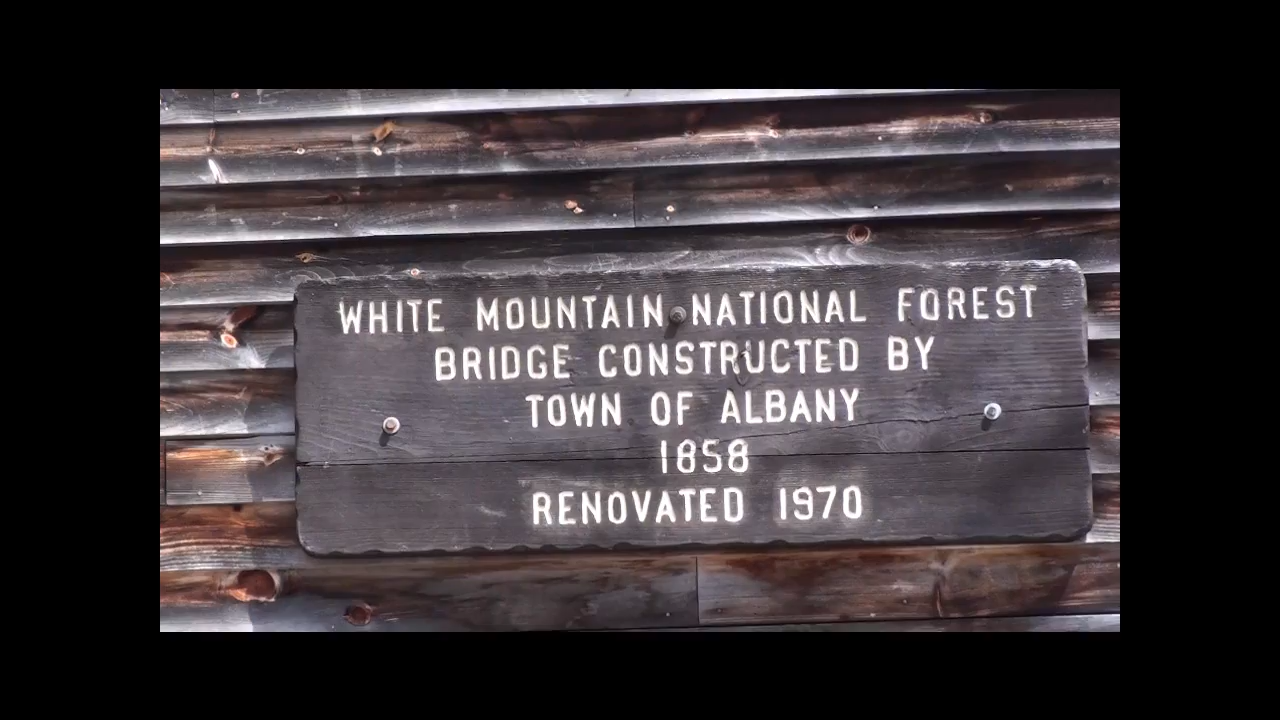 WHITE MOUNTAIN NATIONAL FOREST
BRIDGE CONSTRUCTED BY
TOWN OF ALBANY
1858
RENOVATED 1970